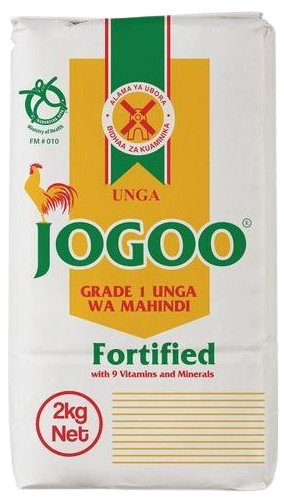 ALAMA YA UBORA
BIDHAA ZA KUAMINIKA
Ministry of Health
FM # 010
UNGA
JOGOO®
GRADE 1 UNGA
WA MAHINDI
Fortified
with 9 Vitamins and Minerals
2kg
Net